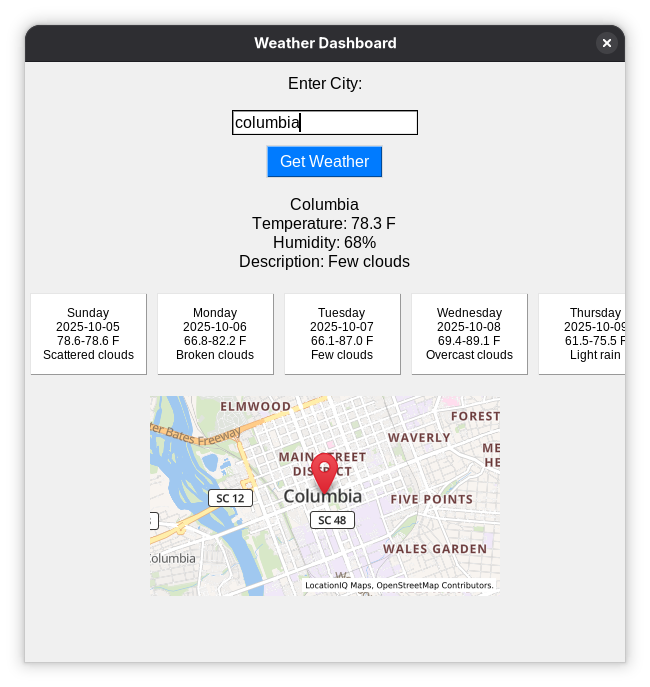 Weather Dashboard
Enter City:
columbia
Get Weather
Columbia
Temperature: 78.3 F
Humidity: 68%
Description: Few clouds
Sunday
2025-10-05
78.6-78.6 F
Scattered clouds
Monday
2025-10-06
66.8-82.2 F
Broken clouds
Tuesday
2025-10-07
66.1-87.0 F
Few clouds
Wednesday
2025-10-08
69.4-89.1 F
Overcast clouds
Thursday
2025-10-09
61.5-75.5 F
Light rain
ELMWOOD
FOREST
ter Bates Freeway
WAVERLY
MAIN STREET
DISTRICT
ME
HE
Columbia
SC 12
FIVE POINTS
SC 48
WALES GARDEN
olumbia
LocationIQ Maps, OpenStreetMap Contributors.